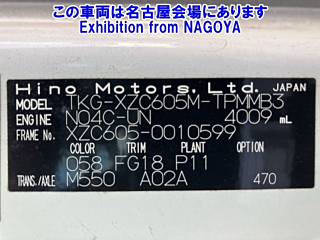 この車両は名古屋会場にあります
Exhibition from NAGOYA
Hino Motors, Ltd. JAPAN
MODEL TKG-XZC605M-TPMMB3
ENGINE N04C-UN 4009 mL
FRAME No. XZC605-0010599
COLOR TRIM PLANT OPTION
058 FG18 P11
TRANS./AXLE M550 A02A 470